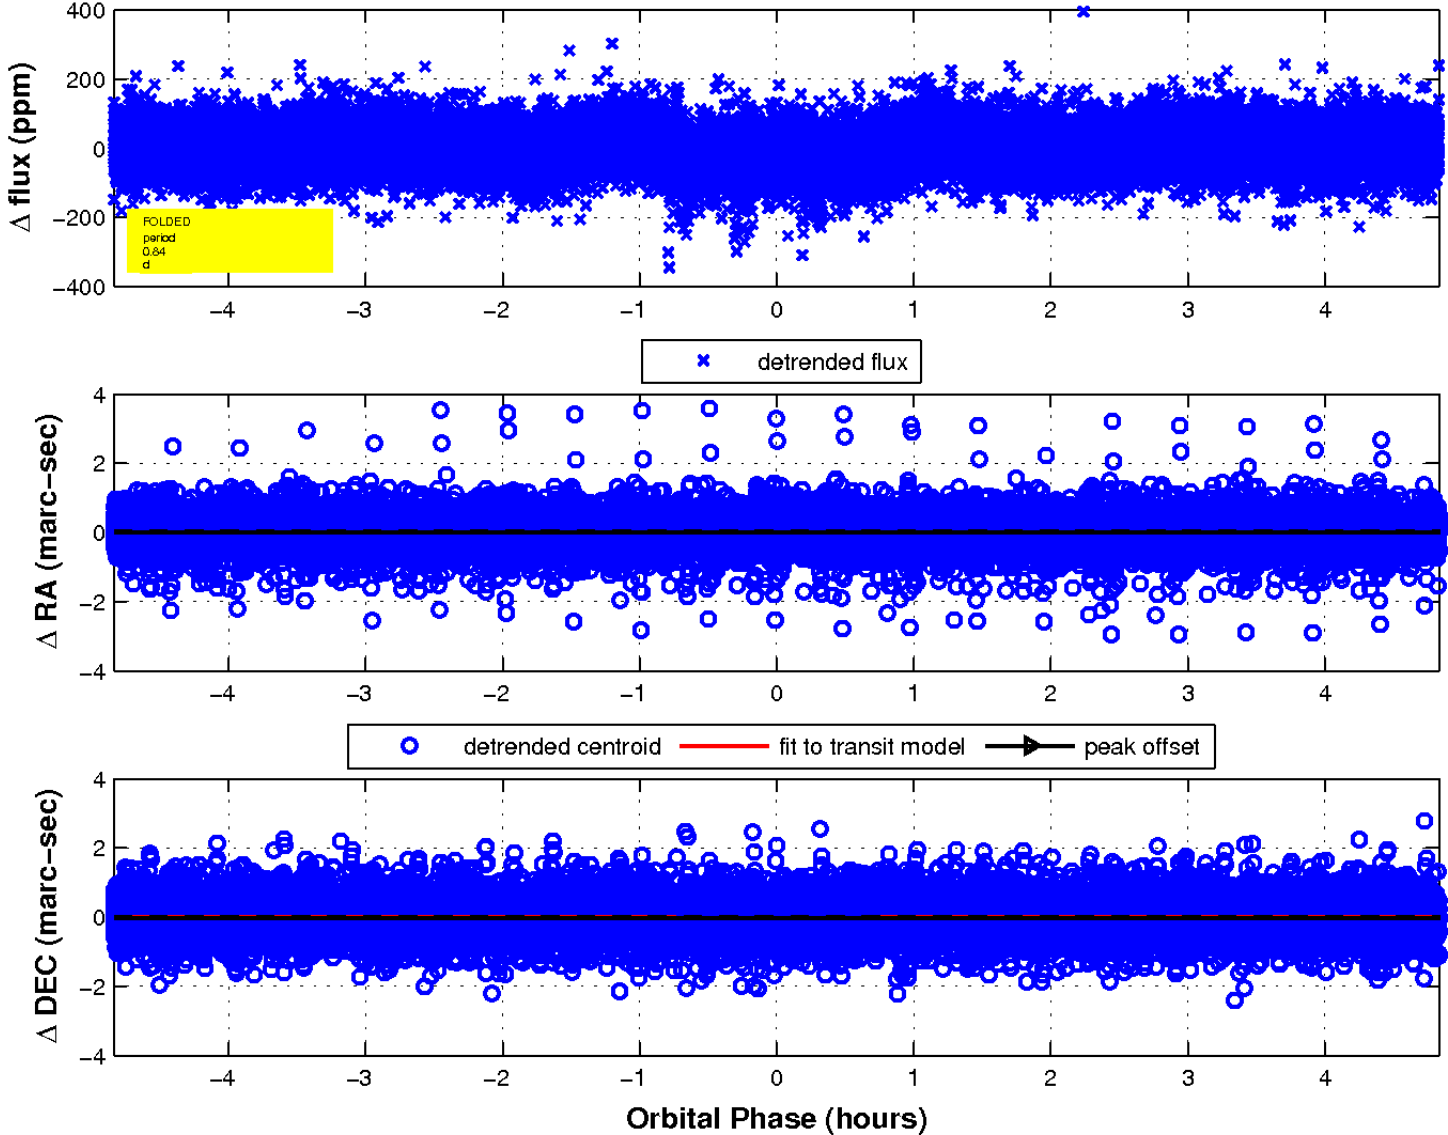 400
200
0
−200
−400
Δ flux (ppm)
FOLDED
period
0.84
d
−4 −3 −2 −1 0 1 2 3 4
detrended flux
4
2
0
−2
−4
Δ RA (marc−sec)
−4 −3 −2 −1 0 1 2 3 4
detrended centroid fit to transit model peak offset
4
2
0
−2
−4
Δ DEC (marc−sec)
−4 −3 −2 −1 0 1 2 3 4
Orbital Phase (hours)